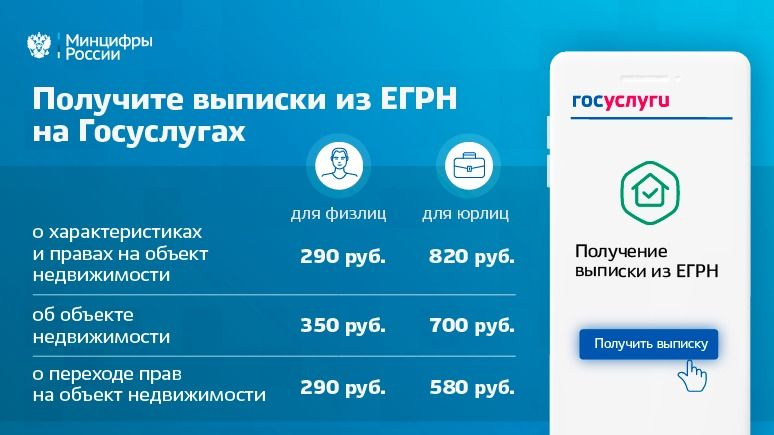 Минцифры
России
Получите выписки из ЕГРН
на Госуслугах
для физлиц
для юрлиц
о характеристиках
и правах на объект
недвижимости
290 руб.
820 руб.
об объекте
недвижимости
350 руб.
700 руб.
о переходе прав
на объект недвижимости
290 руб.
580 руб.
госуслуги
Получение
выписки из ЕГРН
Получить выписку